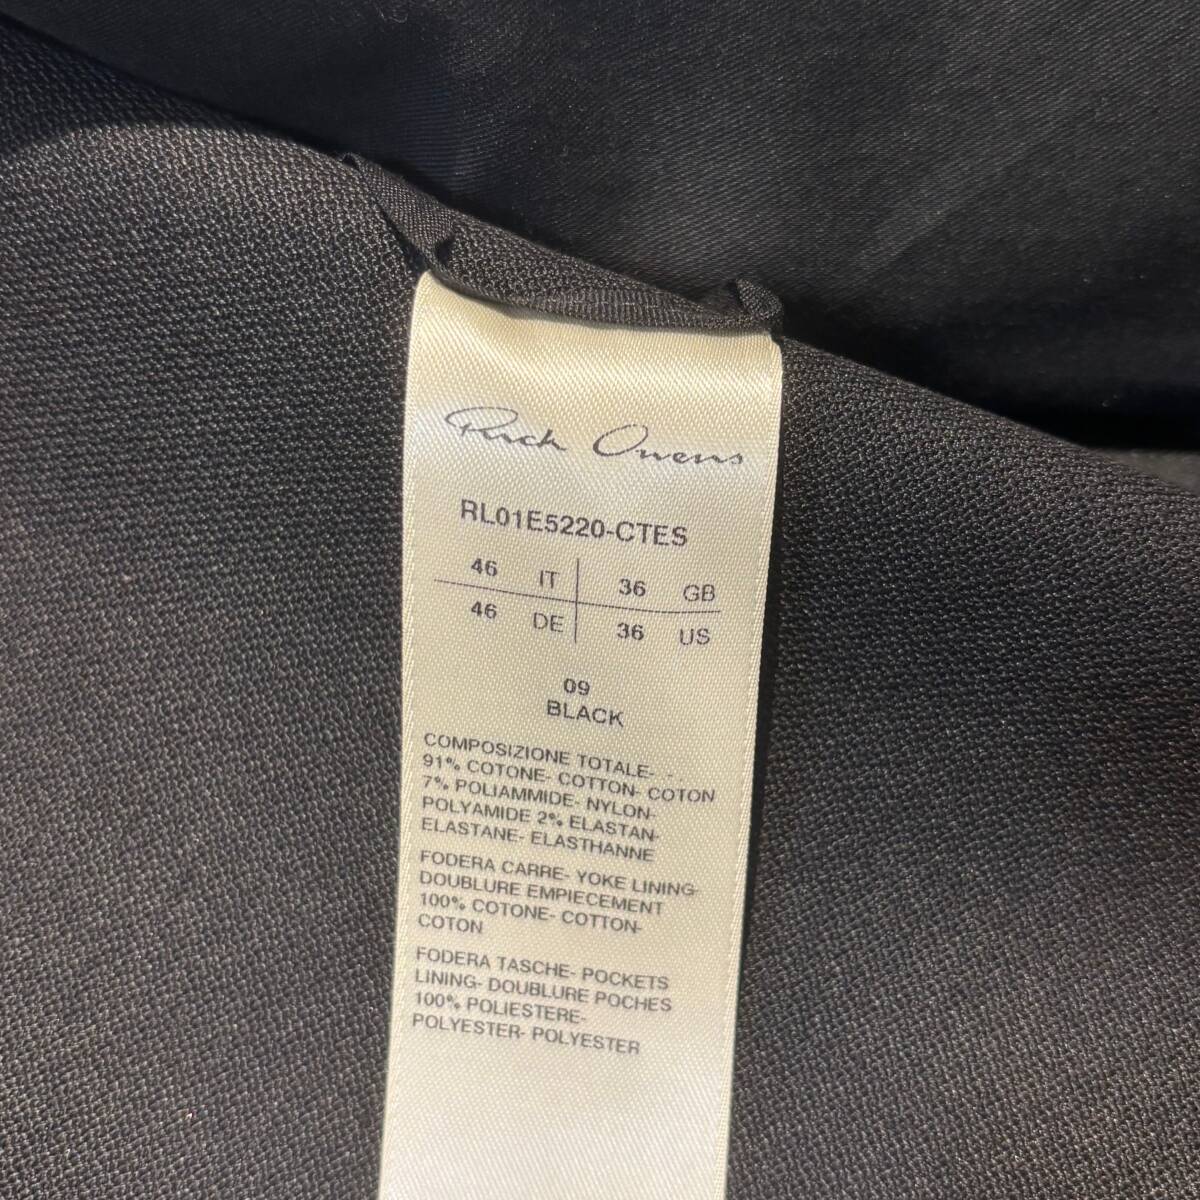 Rick Owens
RL01E5220-CTES
46 IT 36 GB
46 DE 36 US
09
BLACK
COMPOSIZIONE TOTALE- - .
91% COTONE- COTTON- COTON
7% POLIAMMIDE- NYLON-
POLYAMIDE 2% ELASTAN-
ELASTANE- ELASTHANNE
FODERA CARRE- YOKE LINING-
DOUBLURE EMPIECEMENT
100% COTONE- COTTON-
COTON
FODERA TASCHE- POCKETS
LINING- DOUBLURE POCHES
100% POLIESTERE-
POLYESTER- POLYESTER